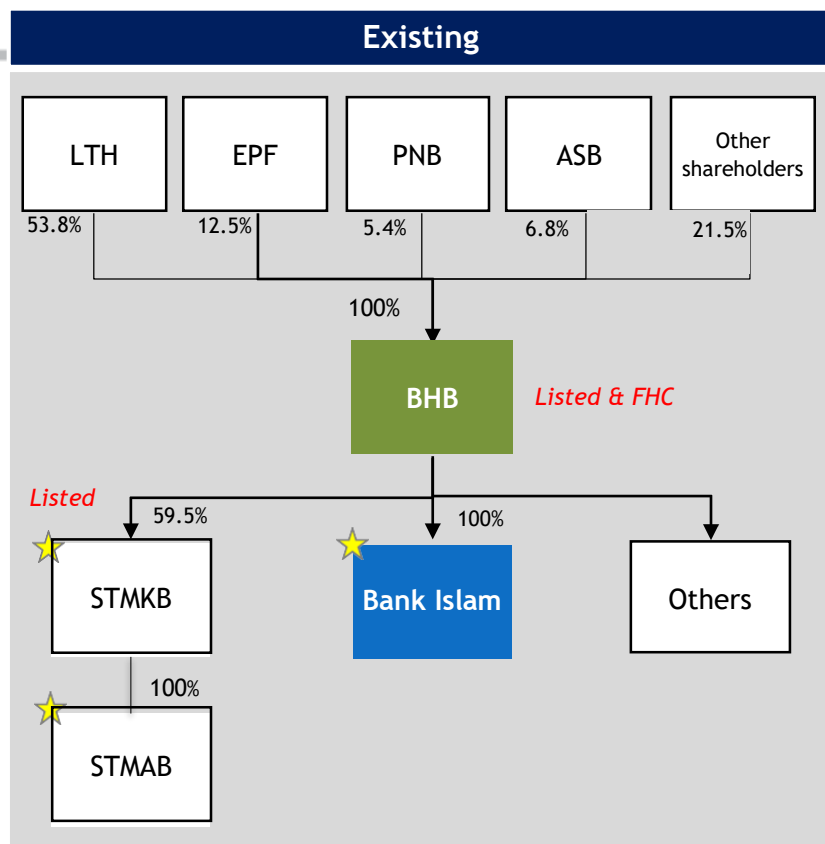 Existing
LTH
EPF
PNB
ASB
Other
shareholders
53.8%
12.5%
5.4%
6.8%
21.5%
100%
BHB
Listed & FHC
Listed
59.5%
100%
STMKB
Bank Islam
Others
100%
STMAB